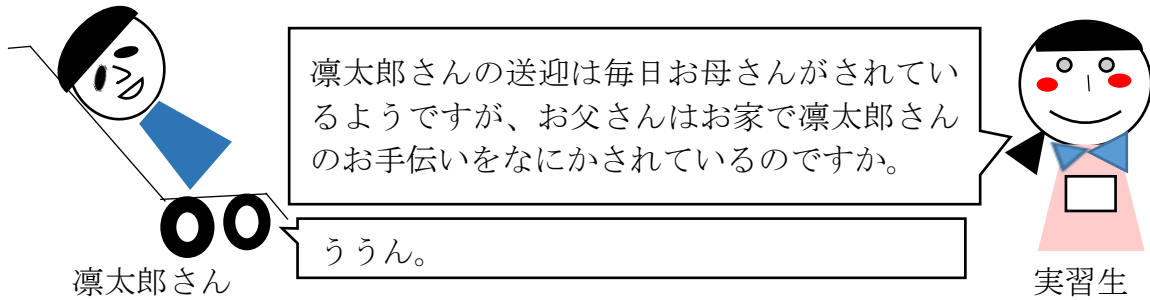 凛太郎さんの送迎は毎日お母さんがされてい
るようですが、お父さんはお家で凛太郎さん
のお手伝いをなにかされているのですか。
ううん。
凛太郎さん
実習生